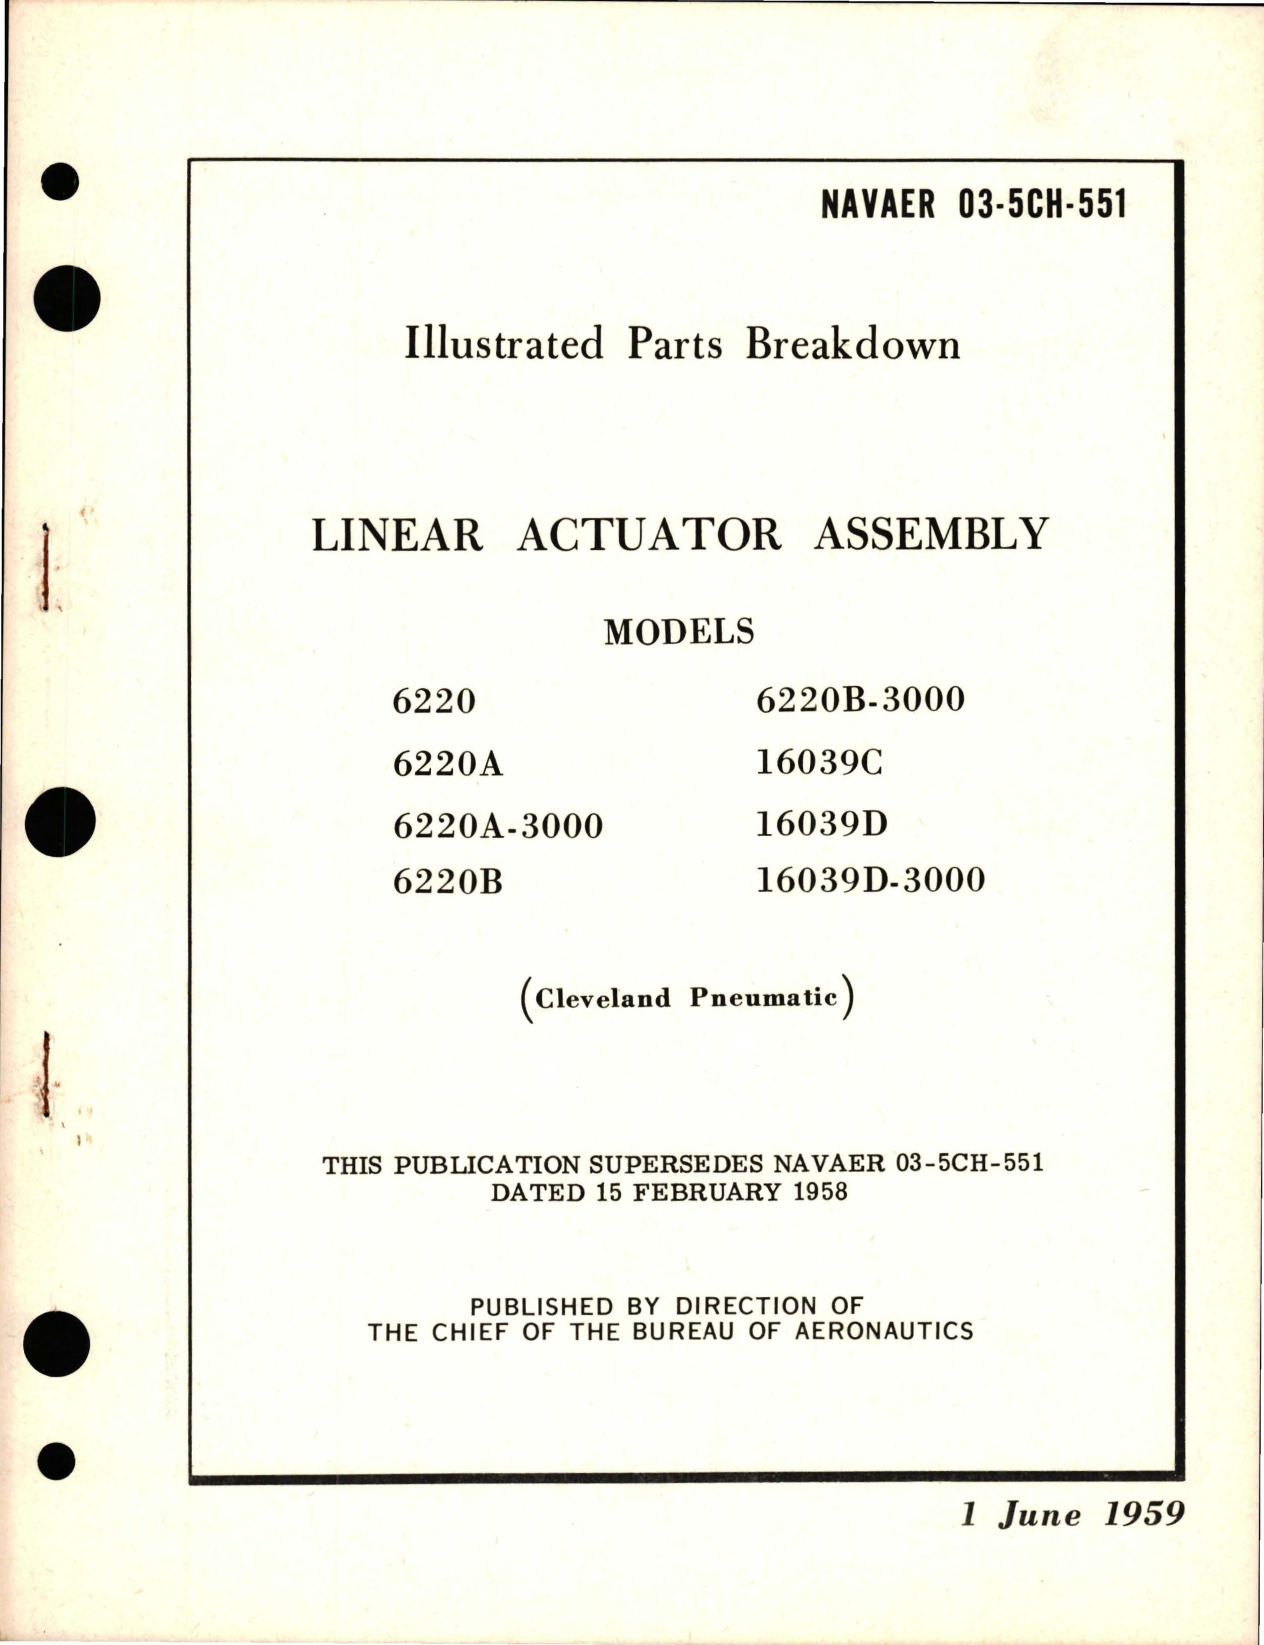 NAVAER 03-5CH-551
Illustrated Parts Breakdown
LINEAR ACTUATOR ASSEMBLY
MODELS
6220 6220B-3000
6220A 16039C
6220A-3000 16039D
6220B 16039D-3000
(Cleveland Pneumatic)
THIS PUBLICATION SUPERSEDES NAVAER 03-5CH-551
DATED 15 FEBRUARY 1958
PUBLISHED BY DIRECTION OF
THE CHIEF OF THE BUREAU OF AERONAUTICS
1 June 1959